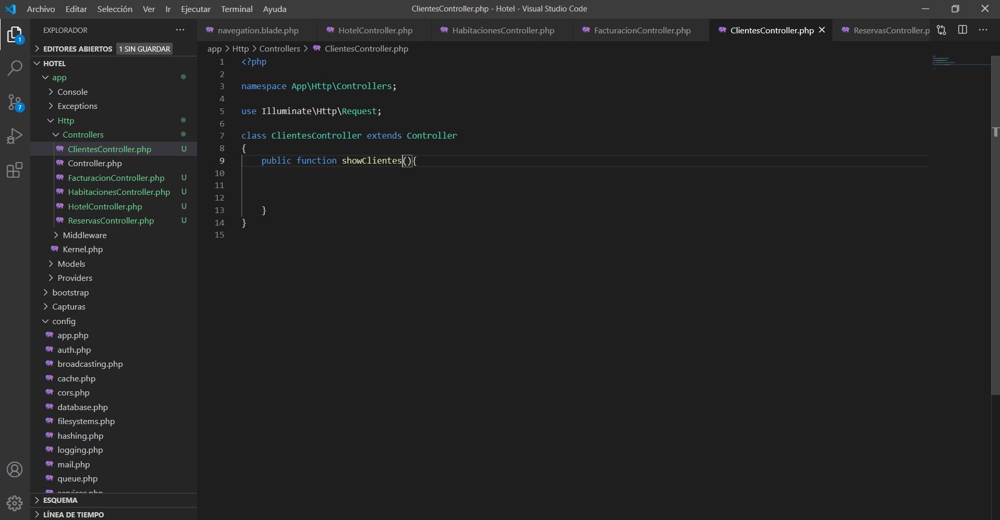 Archivo Editar Selección Ver Ir Ejecutar Terminal Ayuda
ClientesController.php - Hotel - Visual Studio Code
EXPLORADOR
EDITORES ABIERTOS 1 SIN GUARDAR
HOTEL
app
Console
Exceptions
Http
Controllers
ClientesController.php U
Controller.php
FacturacionController.php U
HabitacionesController.php U
HotelController.php U
ReservasController.php U
Middleware
Kernel.php
Models
Providers
bootstrap
Capturas
config
app.php
auth.php
broadcasting.php
cache.php
cors.php
database.php
filesystems.php
hashing.php
logging.php
mail.php
queue.php
services.php
ESQUEMA
LÍNEA DE TIEMPO
1
7
navegation.blade.php HotelController.php HabitacionesController.php FacturacionController.php ClientesController.php ReservasController.p
app > Http > Controllers > ClientesController.php
1 <?php
2
3 namespace App\Http\Controllers;
4
5 use Illuminate\Http\Request;
6
7 class ClientesController extends Controller
8 {
9 public function showClientes(){
10
11
12
13 }
14 }
15